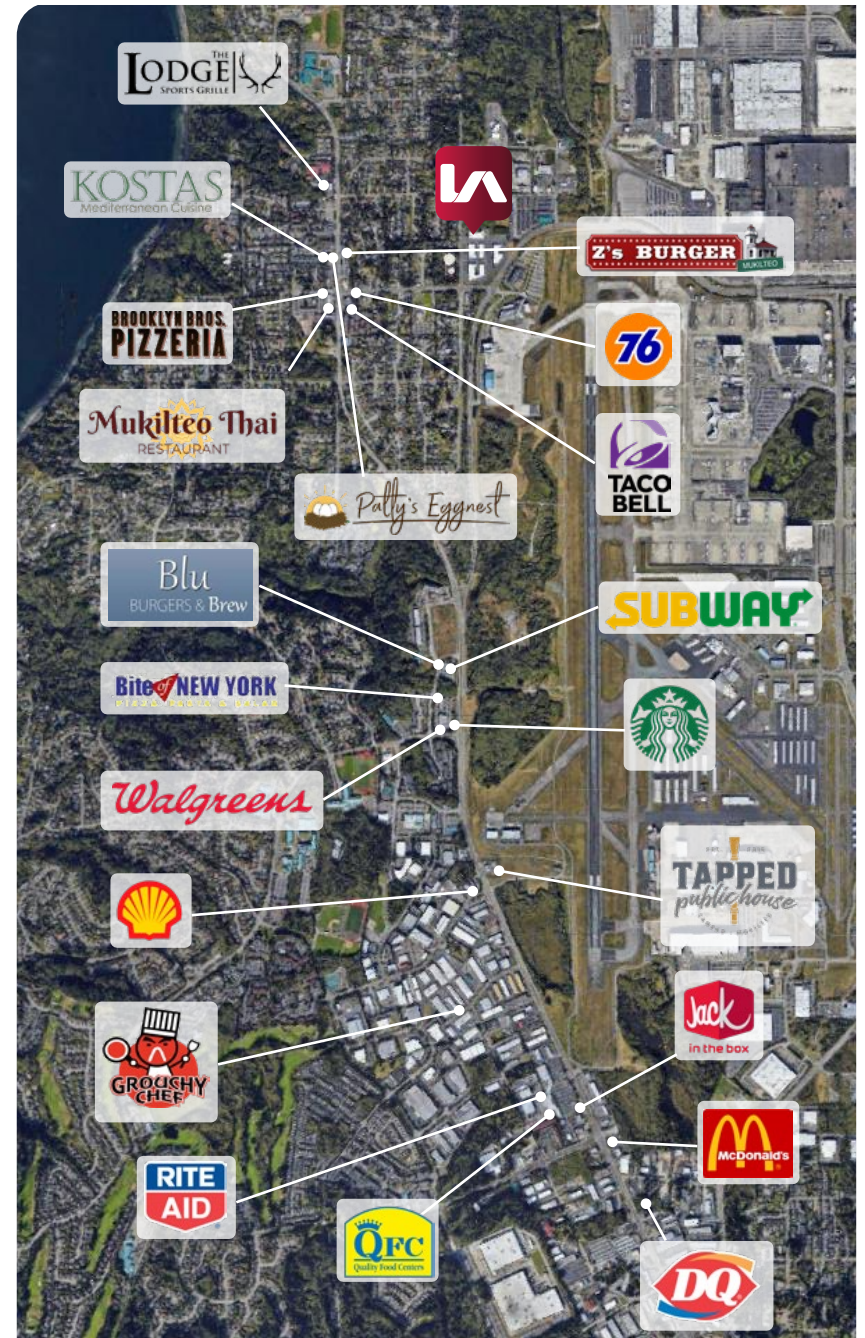 THE
LODGE
SPORTS GRILLE
KOSTAS
Mediterranean Cuisine
Z's BURGER
MUKILTEO
BROOKLYN BROS.
PIZZERIA
76
Mukilteo Thai
RESTAURANT
TACO
BELL
Patty's Eggnest
Blu
BURGERS & Brew
SUBWAY
Bite of NEW YORK
Walgreens
TAPPED
public house
Jack
in the box
GROUCHY
CHEF
McDonald's
RITE
AID
QFC
Quality Food Centers
DQ